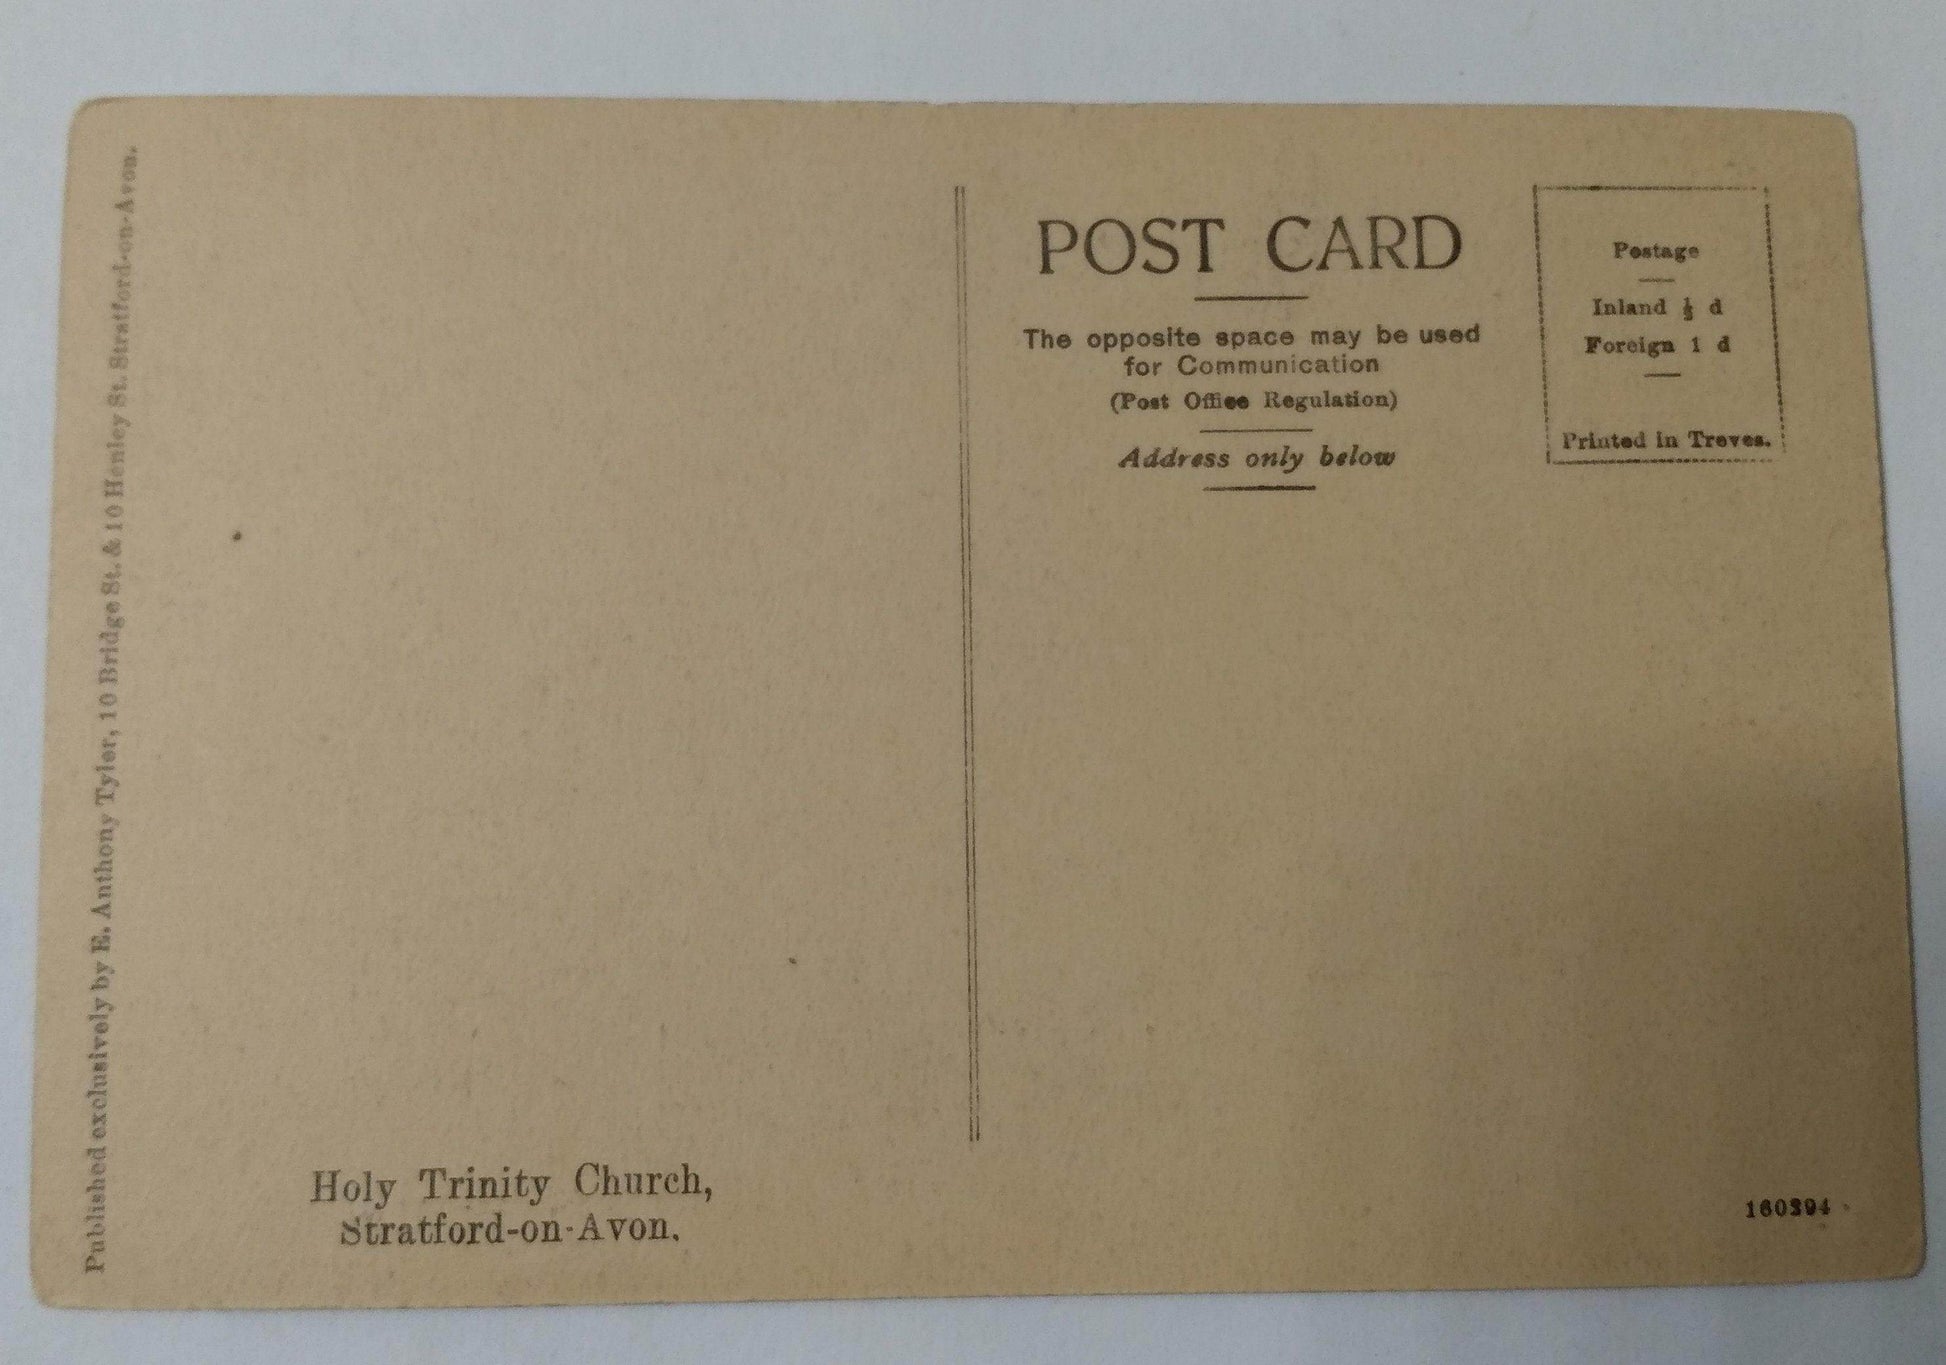 Published exclusively by E. Anthony Tyler, 10 Bridge St. & 10 Henley St. Stratford-on-Avon.
POST CARD
The opposite space may be used
for Communication
(Post Office Regulation)
Address only below
Postage
Inland ½ d
Foreign 1 d
Printed in Treves.
Holy Trinity Church,
Stratford-on-Avon.
160394